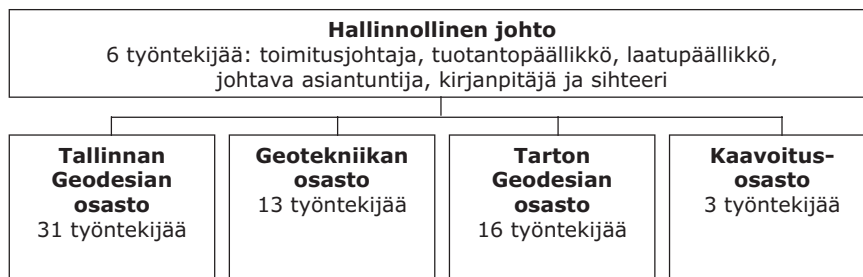 Hallinnollinen johto
6 työntekijää: toimitusjohtaja, tuotantopäällikkö, laatupäällikkö,
johtava asiantuntija, kirjanpitäjä ja sihteeri
Tallinnan
Geodesian
osasto
31 työntekijää
Geotekniikan
osasto
13 työntekijää
Tarton
Geodesian
osasto
16 työntekijää
Kaavoitus-
osasto
3 työntekijää